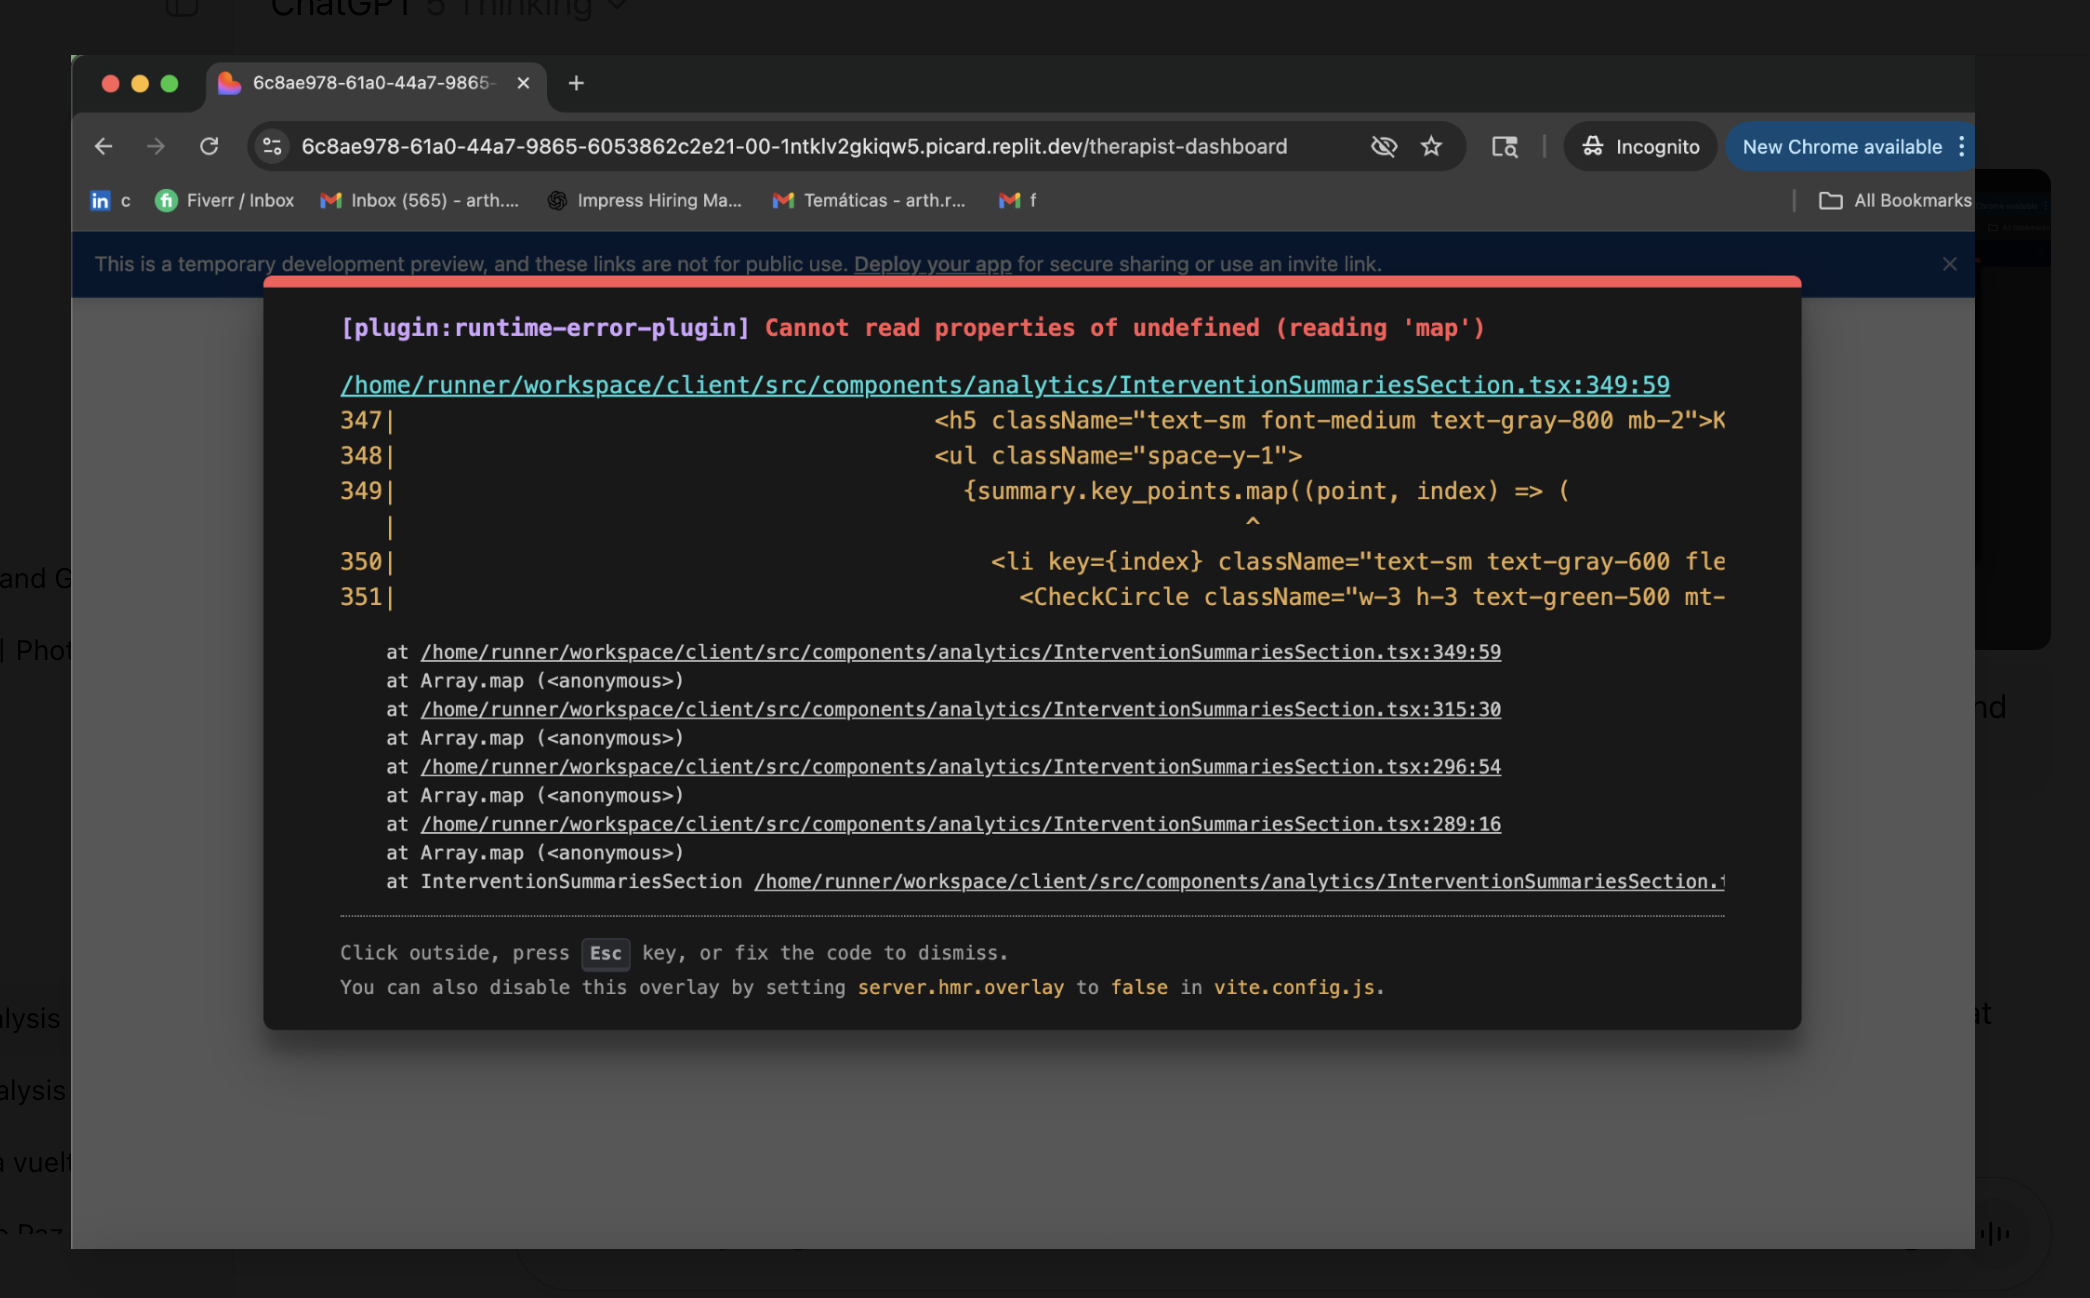 ChatGPT 5 Thinking
6c8ae978-61a0-44a7-9865-
6c8ae978-61a0-44a7-9865-6053862c2e21-00-1ntklv2gkiqw5.picard.replit.dev/therapist-dashboard
Incognito
New Chrome available
in c
fi Fiverr / Inbox
Inbox (565) - arth....
Impress Hiring Ma...
Temáticas - arth.r...
f
All Bookmarks
This is a temporary development preview, and these links are not for public use. Deploy your app for secure sharing or use an invite link.
[plugin:runtime-error-plugin] Cannot read properties of undefined (reading 'map')
/home/runner/workspace/client/src/components/analytics/InterventionSummariesSection.tsx:349:59
347| <h5 className="text-sm font-medium text-gray-800 mb-2">K
348| <ul className="space-y-1">
349| {summary.key_points.map((point, index) => (
| ^
350| <li key={index} className="text-sm text-gray-600 fle
351| <CheckCircle className="w-3 h-3 text-green-500 mt-
at /home/runner/workspace/client/src/components/analytics/InterventionSummariesSection.tsx:349:59
at Array.map (<anonymous>)
at /home/runner/workspace/client/src/components/analytics/InterventionSummariesSection.tsx:315:30
at Array.map (<anonymous>)
at /home/runner/workspace/client/src/components/analytics/InterventionSummariesSection.tsx:296:54
at Array.map (<anonymous>)
at /home/runner/workspace/client/src/components/analytics/InterventionSummariesSection.tsx:289:16
at Array.map (<anonymous>)
at InterventionSummariesSection /home/runner/workspace/client/src/components/analytics/InterventionSummariesSection.t
Click outside, press Esc key, or fix the code to dismiss.
You can also disable this overlay by setting server.hmr.overlay to false in vite.config.js.
and G
| Phot
nd
lysis
at
alysis
a vuelt